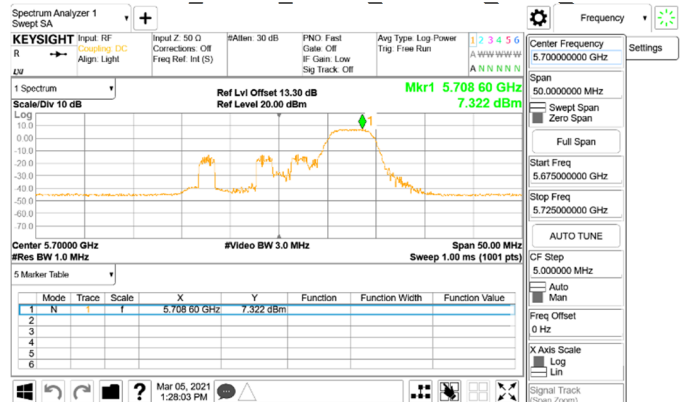 Spectrum Analyzer 1
Swept SA
+
Frequency
KEYSIGHT
R
Input: RF
Coupling: DC
Align: Light
Input Z: 50 Ω
Corrections: Off
Freq Ref: Int (S)
#Atten: 30 dB
PNO: Fast
Gate: Off
IF Gain: Low
Sig Track: Off
Avg Type: Log-Power
Trig: Free Run
1 2 3 4 5 6
A W W W W W
A N N N N N
Center Frequency
5.700000000 GHz
Settings
Span
50.0000000 MHz
Swept Span
Zero Span
Full Span
Start Freq
5.675000000 GHz
Stop Freq
5.725000000 GHz
AUTO TUNE
CF Step
5.000000 MHz
Auto
Man
Freq Offset
0 Hz
X Axis Scale
Log
Lin
Signal Track
(Span Zoom)
1 Spectrum
Scale/Div 10 dB
Ref Lvl Offset 13.30 dB
Ref Level 20.00 dBm
Mkr1 5.708 60 GHz
7.322 dBm
Log
10.0
0.00
-10.0
-20.0
-30.0
-40.0
-50.0
-60.0
-70.0
1
Center 5.70000 GHz
#Res BW 1.0 MHz
#Video BW 3.0 MHz
Span 50.00 MHz
Sweep 1.00 ms (1001 pts)
5 Marker Table
Mode Trace Scale X Y Function Function Width Function Value
1 N 1 f 5.708 60 GHz 7.322 dBm
2
3
4
5
6
?
Mar 05, 2021
1:28:03 PM